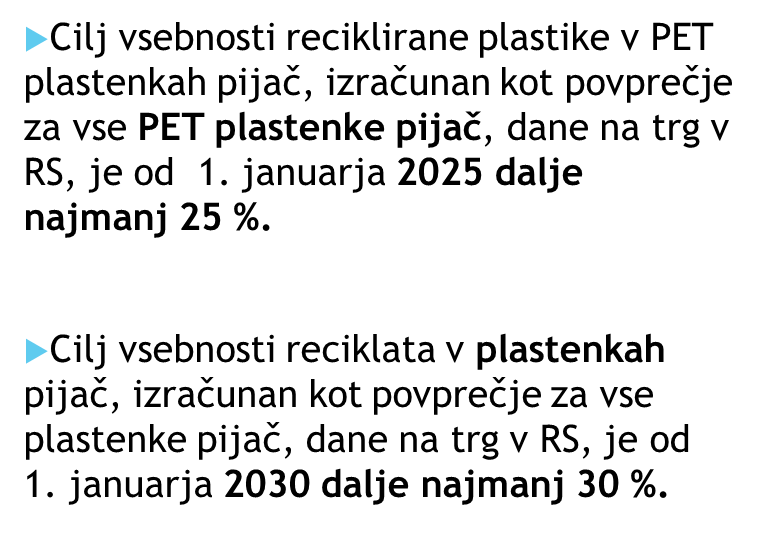 Cilj vsebnosti reciklirane plastike v PET
plastenkah pijač, izračunan kot povprečje
za vse PET plastenke pijač, dane na trg v
RS, je od 1. januarja 2025 dalje
najmanj 25 %.
Cilj vsebnosti reciklata v plastenkah
pijač, izračunan kot povprečje za vse
plastenke pijač, dane na trg v RS, je od
1. januarja 2030 dalje najmanj 30 %.